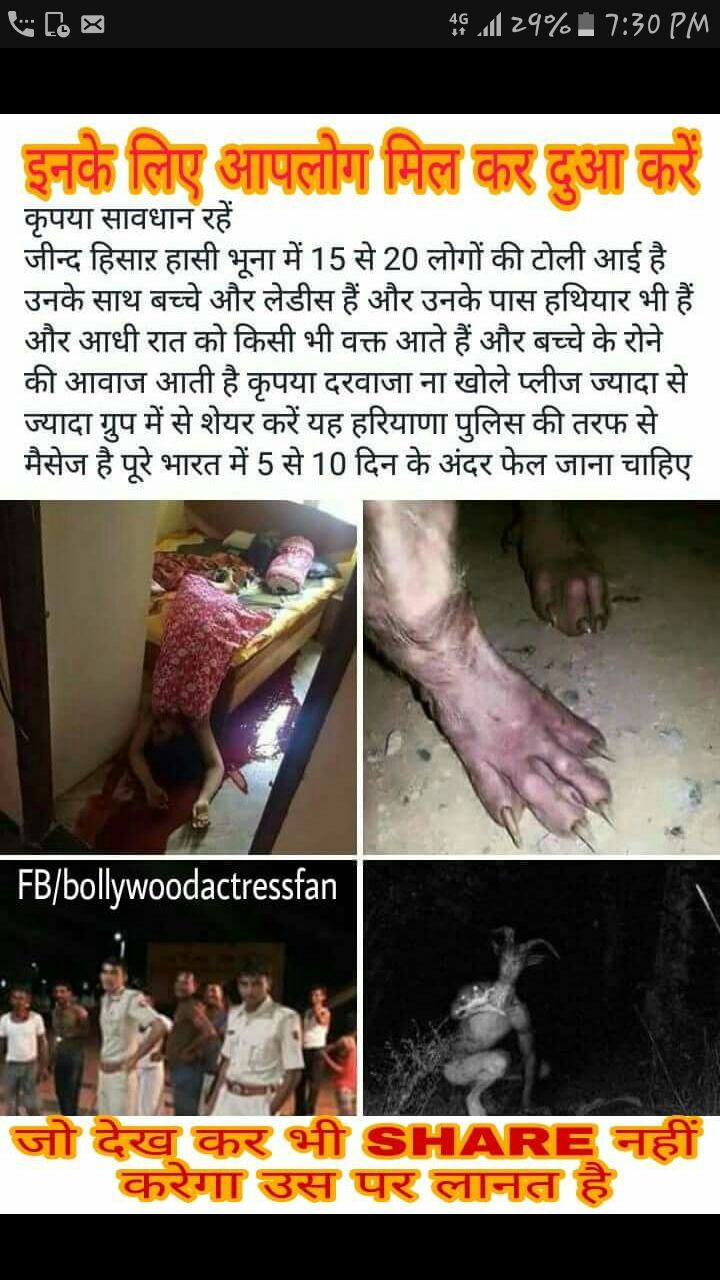 4G 29% 7:30 PM
इनके लिए आपलोग मिल कर दुआ करें
कृपया सावधान रहें
जीन्द हिसाऱ हासी भूना में 15 से 20 लोगों की टोली आई है
उनके साथ बच्चे और लेडीस हैं और उनके पास हथियार भी हैं
और आधी रात को किसी भी वक्त आते हैं और बच्चे के रोने
की आवाज आती है कृपया दरवाजा ना खोले प्लीज ज्यादा से
ज्यादा ग्रुप में से शेयर करें यह हरियाणा पुलिस की तरफ से
मैसेज है पूरे भारत में 5 से 10 दिन के अंदर फेल जाना चाहिए
FB/bollywoodactressfan
जो देख कर भी SHARE नहीं
करेगा उस पर लानत है